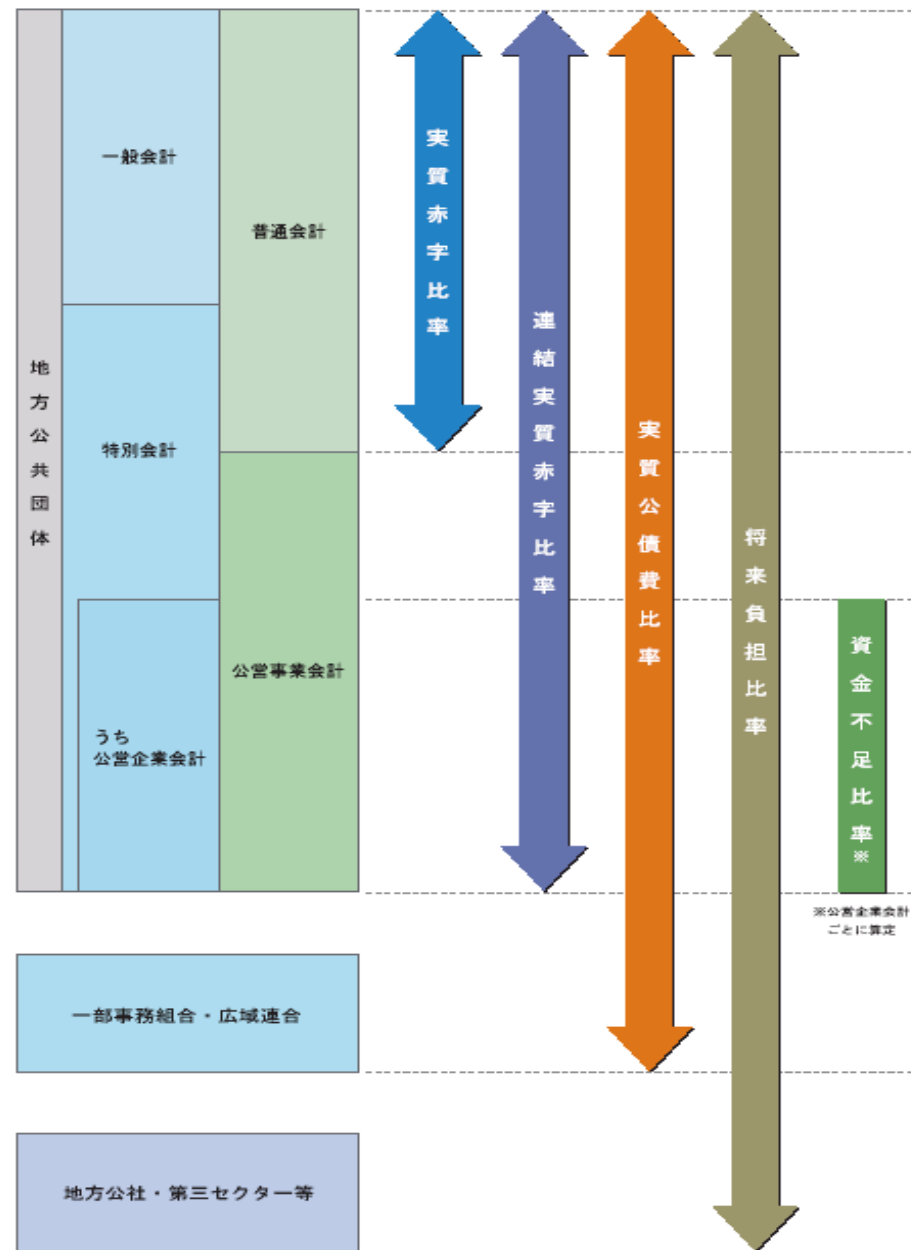 地方公共団体
一般会計
特別会計
うち
公営企業会計
普通会計
公営事業会計
実質赤字比率
連結実質赤字比率
実質公債費比率
将来負担比率
資金不足比率※
※公営企業会計
ごとに算定
一部事務組合・広域連合
地方公社・第三セクター等